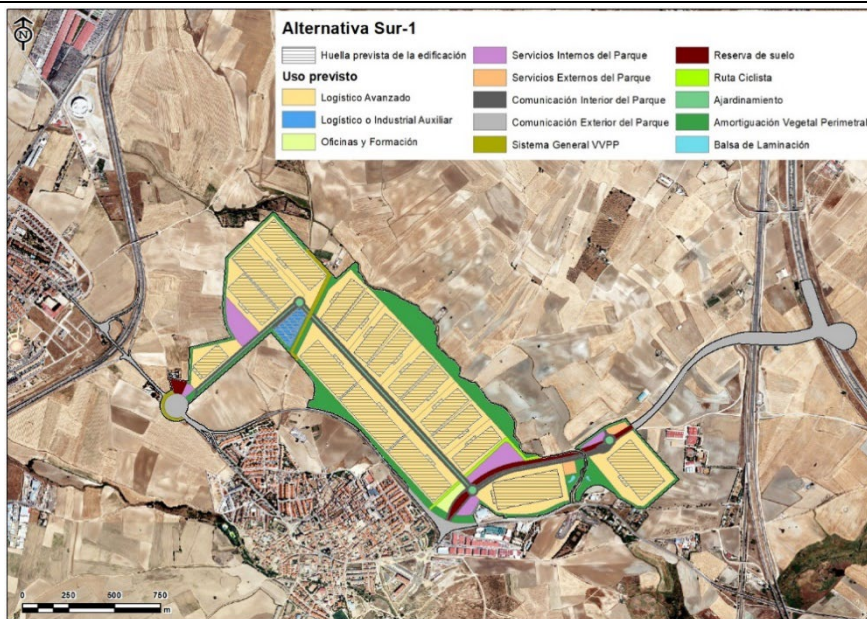 N
Alternativa Sur-1
Huella prevista de la edificación
Uso previsto
Logístico Avanzado
Logístico o Industrial Auxiliar
Oficinas y Formación
Servicios Internos del Parque
Servicios Externos del Parque
Comunicación Interior del Parque
Comunicación Exterior del Parque
Sistema General VVPP
Reserva de suelo
Ruta Ciclista
Ajardinamiento
Amortiguación Vegetal Perimetral
Balsa de Laminación
0 250 500 750
m